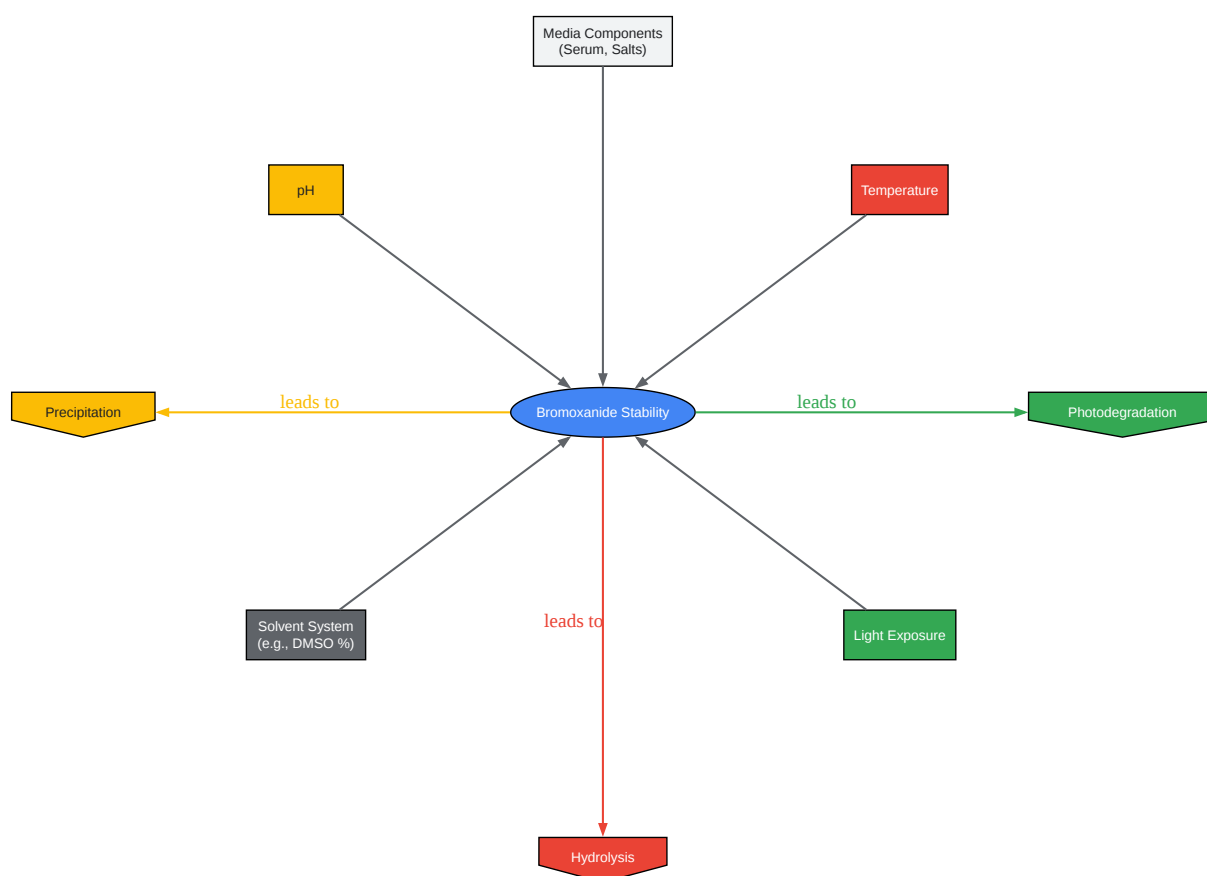 Media Components
(Serum, Salts)
pH
Temperature
leads to
leads to
Precipitation
Bromoxanide Stability
Photodegradation
leads to
Solvent System
(e.g., DMSO %)
Light Exposure
Hydrolysis